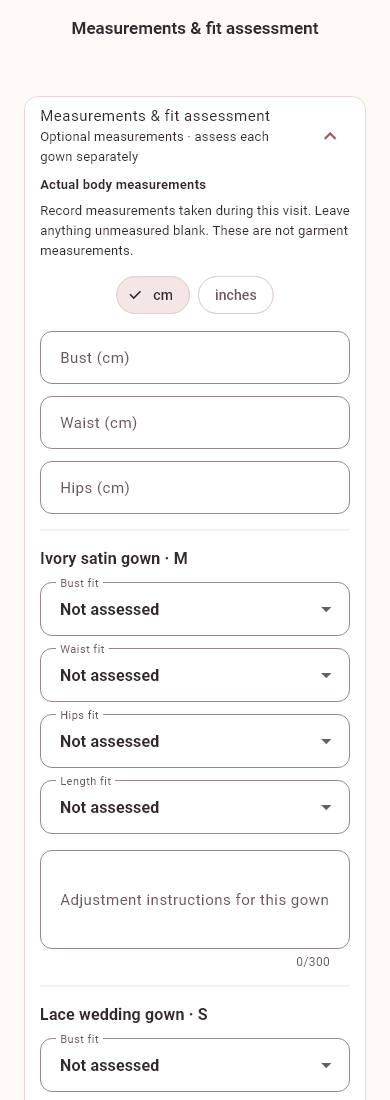 Measurements & fit assessment
Measurements & fit assessment
Optional measurements · assess each
gown separately
Actual body measurements
Record measurements taken during this visit. Leave
anything unmeasured blank. These are not garment
measurements.
cm
inches
Bust (cm)
Waist (cm)
Hips (cm)
Ivory satin gown · M
Bust fit
Not assessed
Waist fit
Not assessed
Hips fit
Not assessed
Length fit
Not assessed
Adjustment instructions for this gown
0/300
Lace wedding gown · S
Bust fit
Not assessed